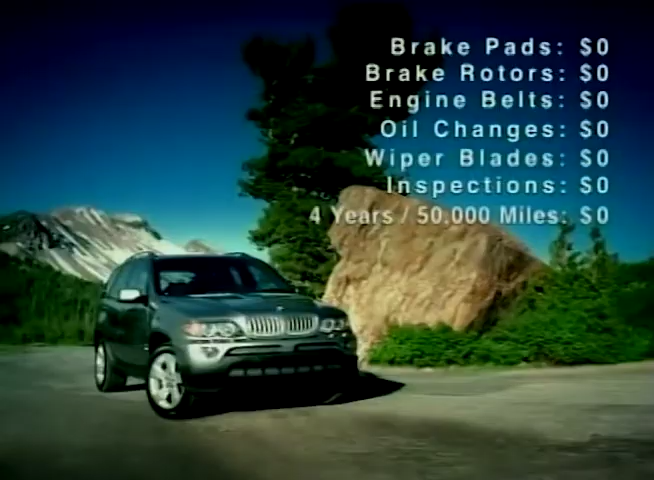 Brake Pads: $0
Brake Rotors: $0
Engine Belts: $0
Oil Changes: $0
Wiper Blades: $0
Inspections: $0
4 Years / 50,000 Miles: $0